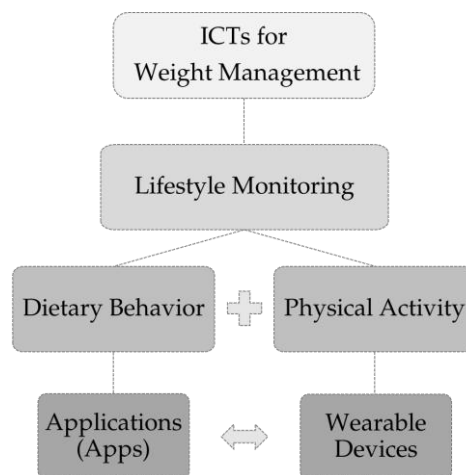 ICTs for
Weight Management
Lifestyle Monitoring
Dietary Behavior
Physical Activity
Applications
(Apps)
Wearable
Devices